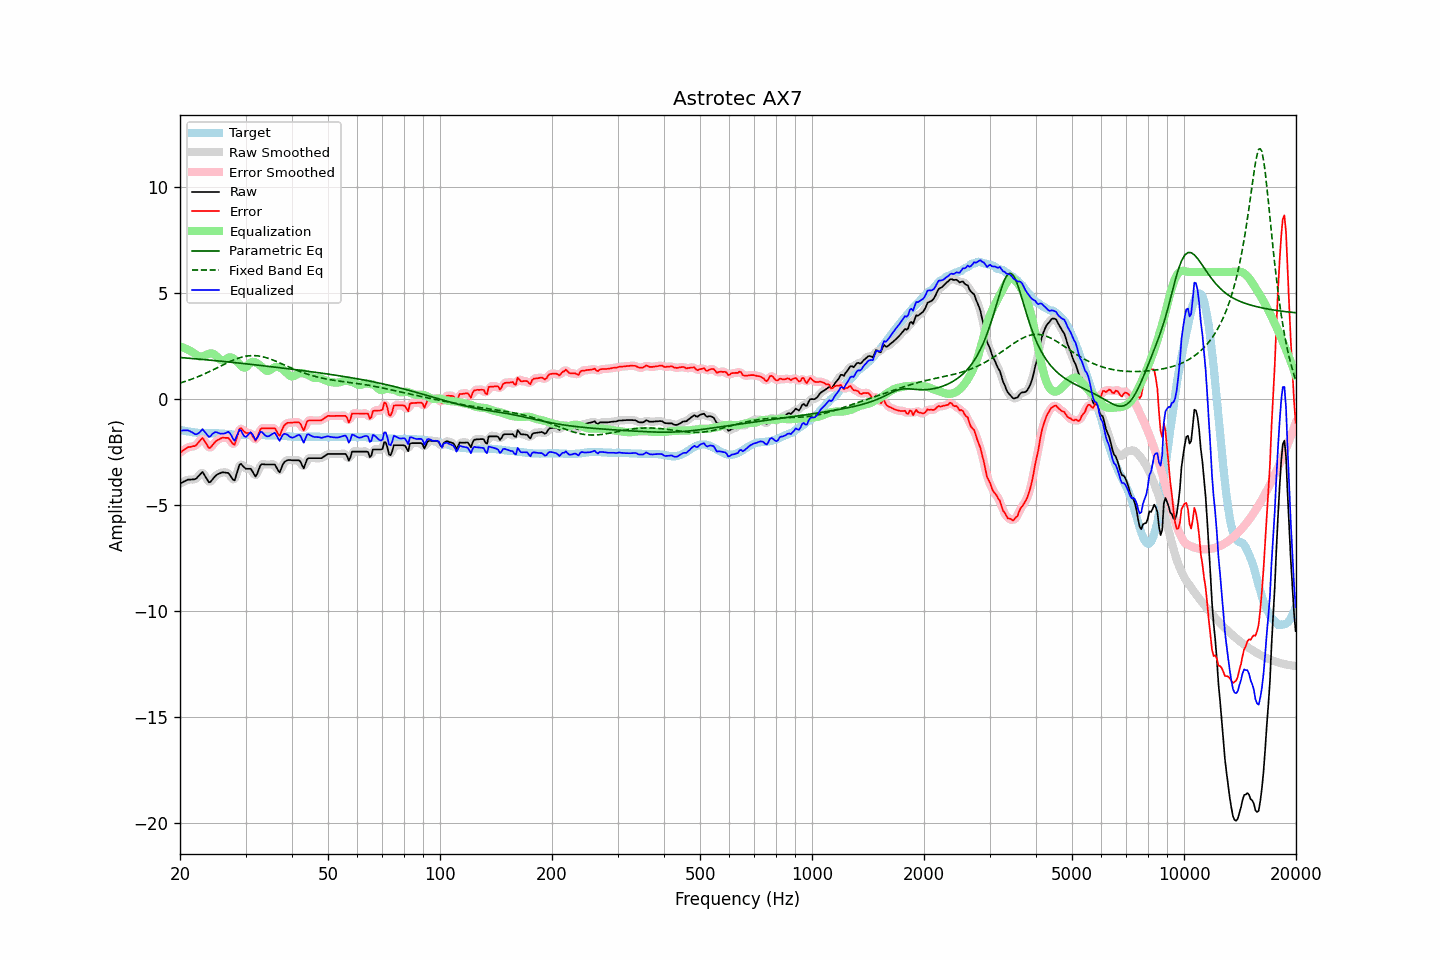 Astrotec AX7
Target
Raw Smoothed
Error Smoothed
Raw
Error
Equalization
Parametric Eq
Fixed Band Eq
Equalized
10
5
0
−5
−10
−15
−20
Amplitude (dBr)
20 50 100 200 500 1000 2000 5000 10000 20000
Frequency (Hz)